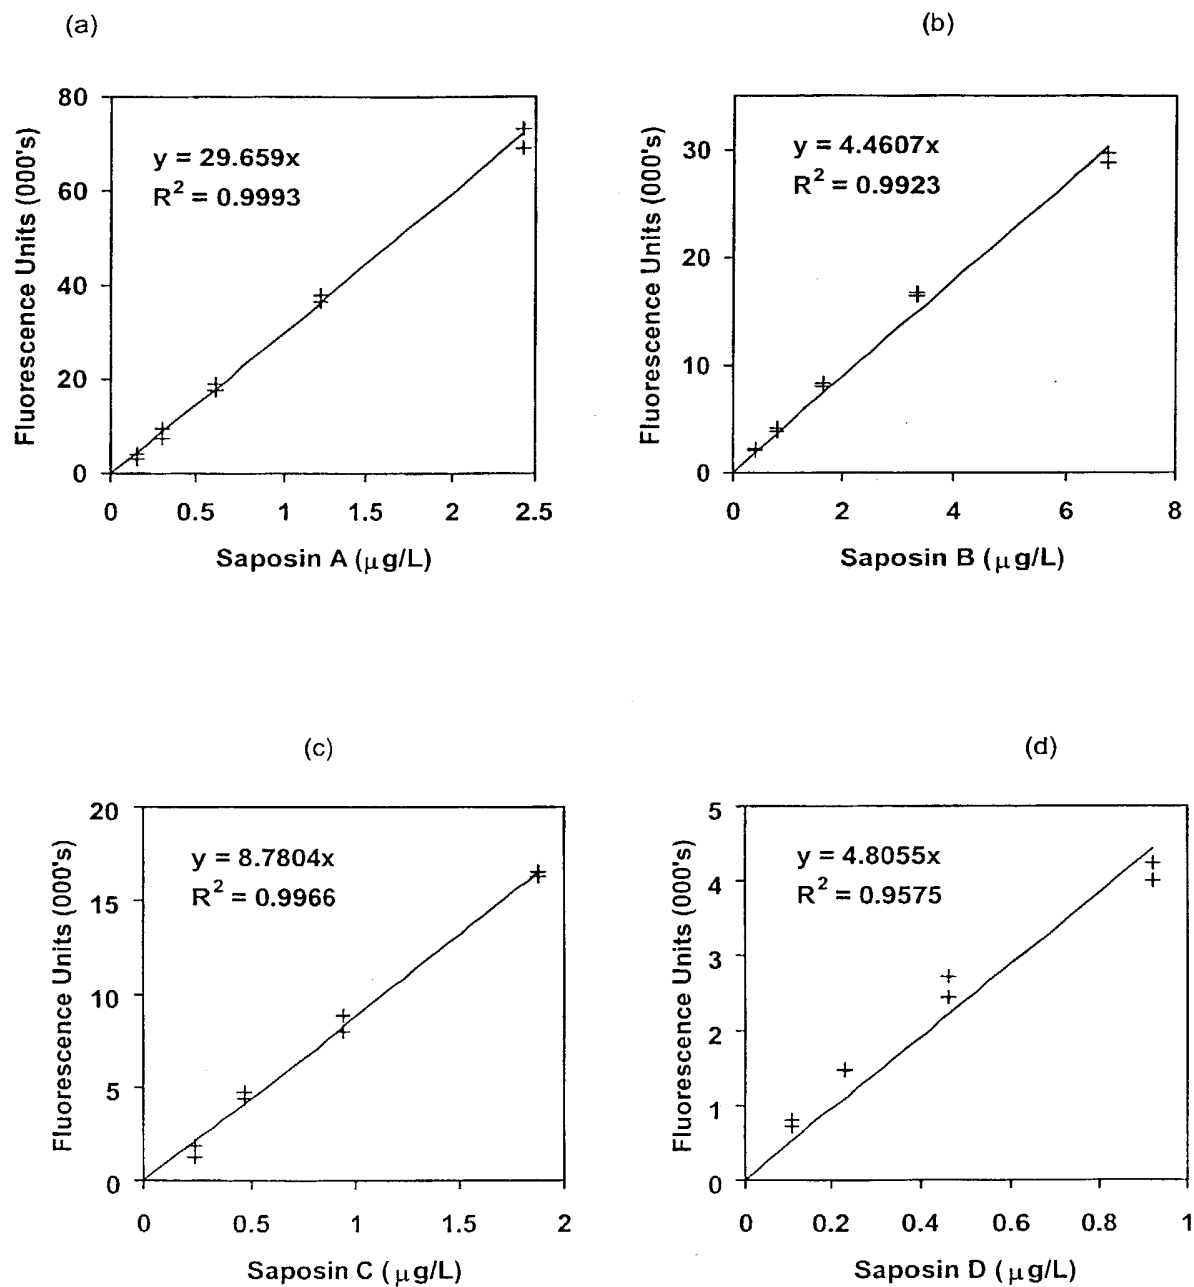 (a)
80
60
40
20
0
Fluorescence Units (000's)
y = 29.659x
R² = 0.9993
0 0.5 1 1.5 2 2.5
Saposin A (μg/L)
(b)
30
20
10
0
Fluorescence Units (000's)
y = 4.4607x
R² = 0.9923
0 2 4 6 8
Saposin B (μg/L)
(c)
20
15
10
5
0
Fluorescence Units (000's)
y = 8.7804x
R² = 0.9966
0 0.5 1 1.5 2
Saposin C (μg/L)
(d)
5
4
3
2
1
0
Fluorescence Units (000's)
y = 4.8055x
R² = 0.9575
0 0.2 0.4 0.6 0.8 1
Saposin D (μg/L)